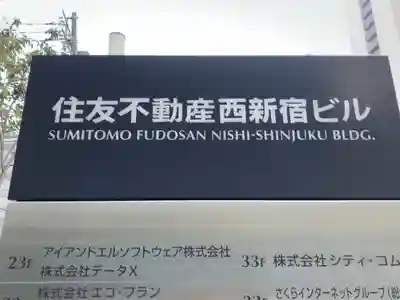 住友不動産西新宿ビル
SUMITOMO FUDOSAN NISHI-SHINJUKU BLDG.
23F アイアンドエルソフトウェア株式会社
株式会社データX
株式会社 エコ・プラン
33F 株式会社 シティ・コム
さくらインターネットグループ(総